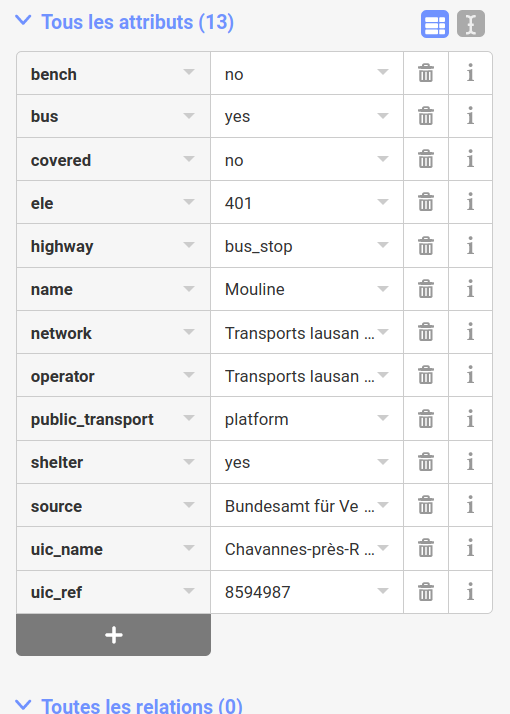 Tous les attributs (13)
bench no
bus yes
covered no
ele 401
highway bus_stop
name Mouline
network Transports lausan ...
operator Transports lausan ...
public_transport platform
shelter yes
source Bundesamt für Ve ...
uic_name Chavannes-près-R ...
uic_ref 8594987
Toutes les relations (0)